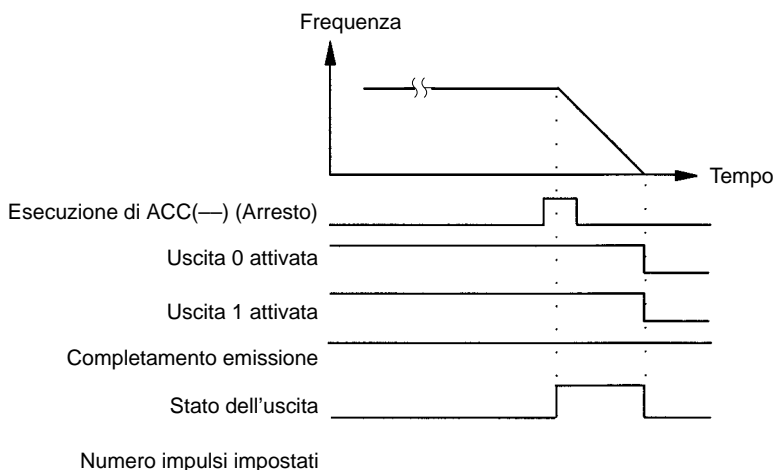 Frequenza
Tempo
Esecuzione di ACC(––) (Arresto)
Uscita 0 attivata
Uscita 1 attivata
Completamento emissione
Stato dell'uscita
Numero impulsi impostati